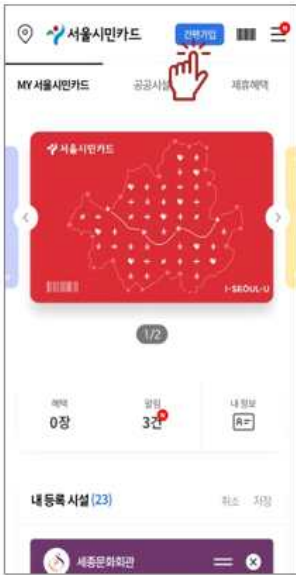 서울시민카드 간편가입
MY 서울시민카드 공공시설 제휴혜택
서울시민카드
I·SEOUL·U
1/2
혜택 알림 내 정보
0장 3건
내 등록 시설 (23) 취소 저장
세종문화회관